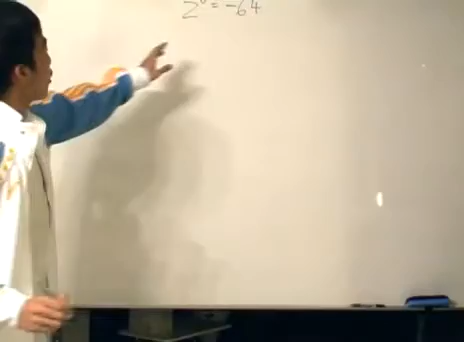 z⁶ = -64